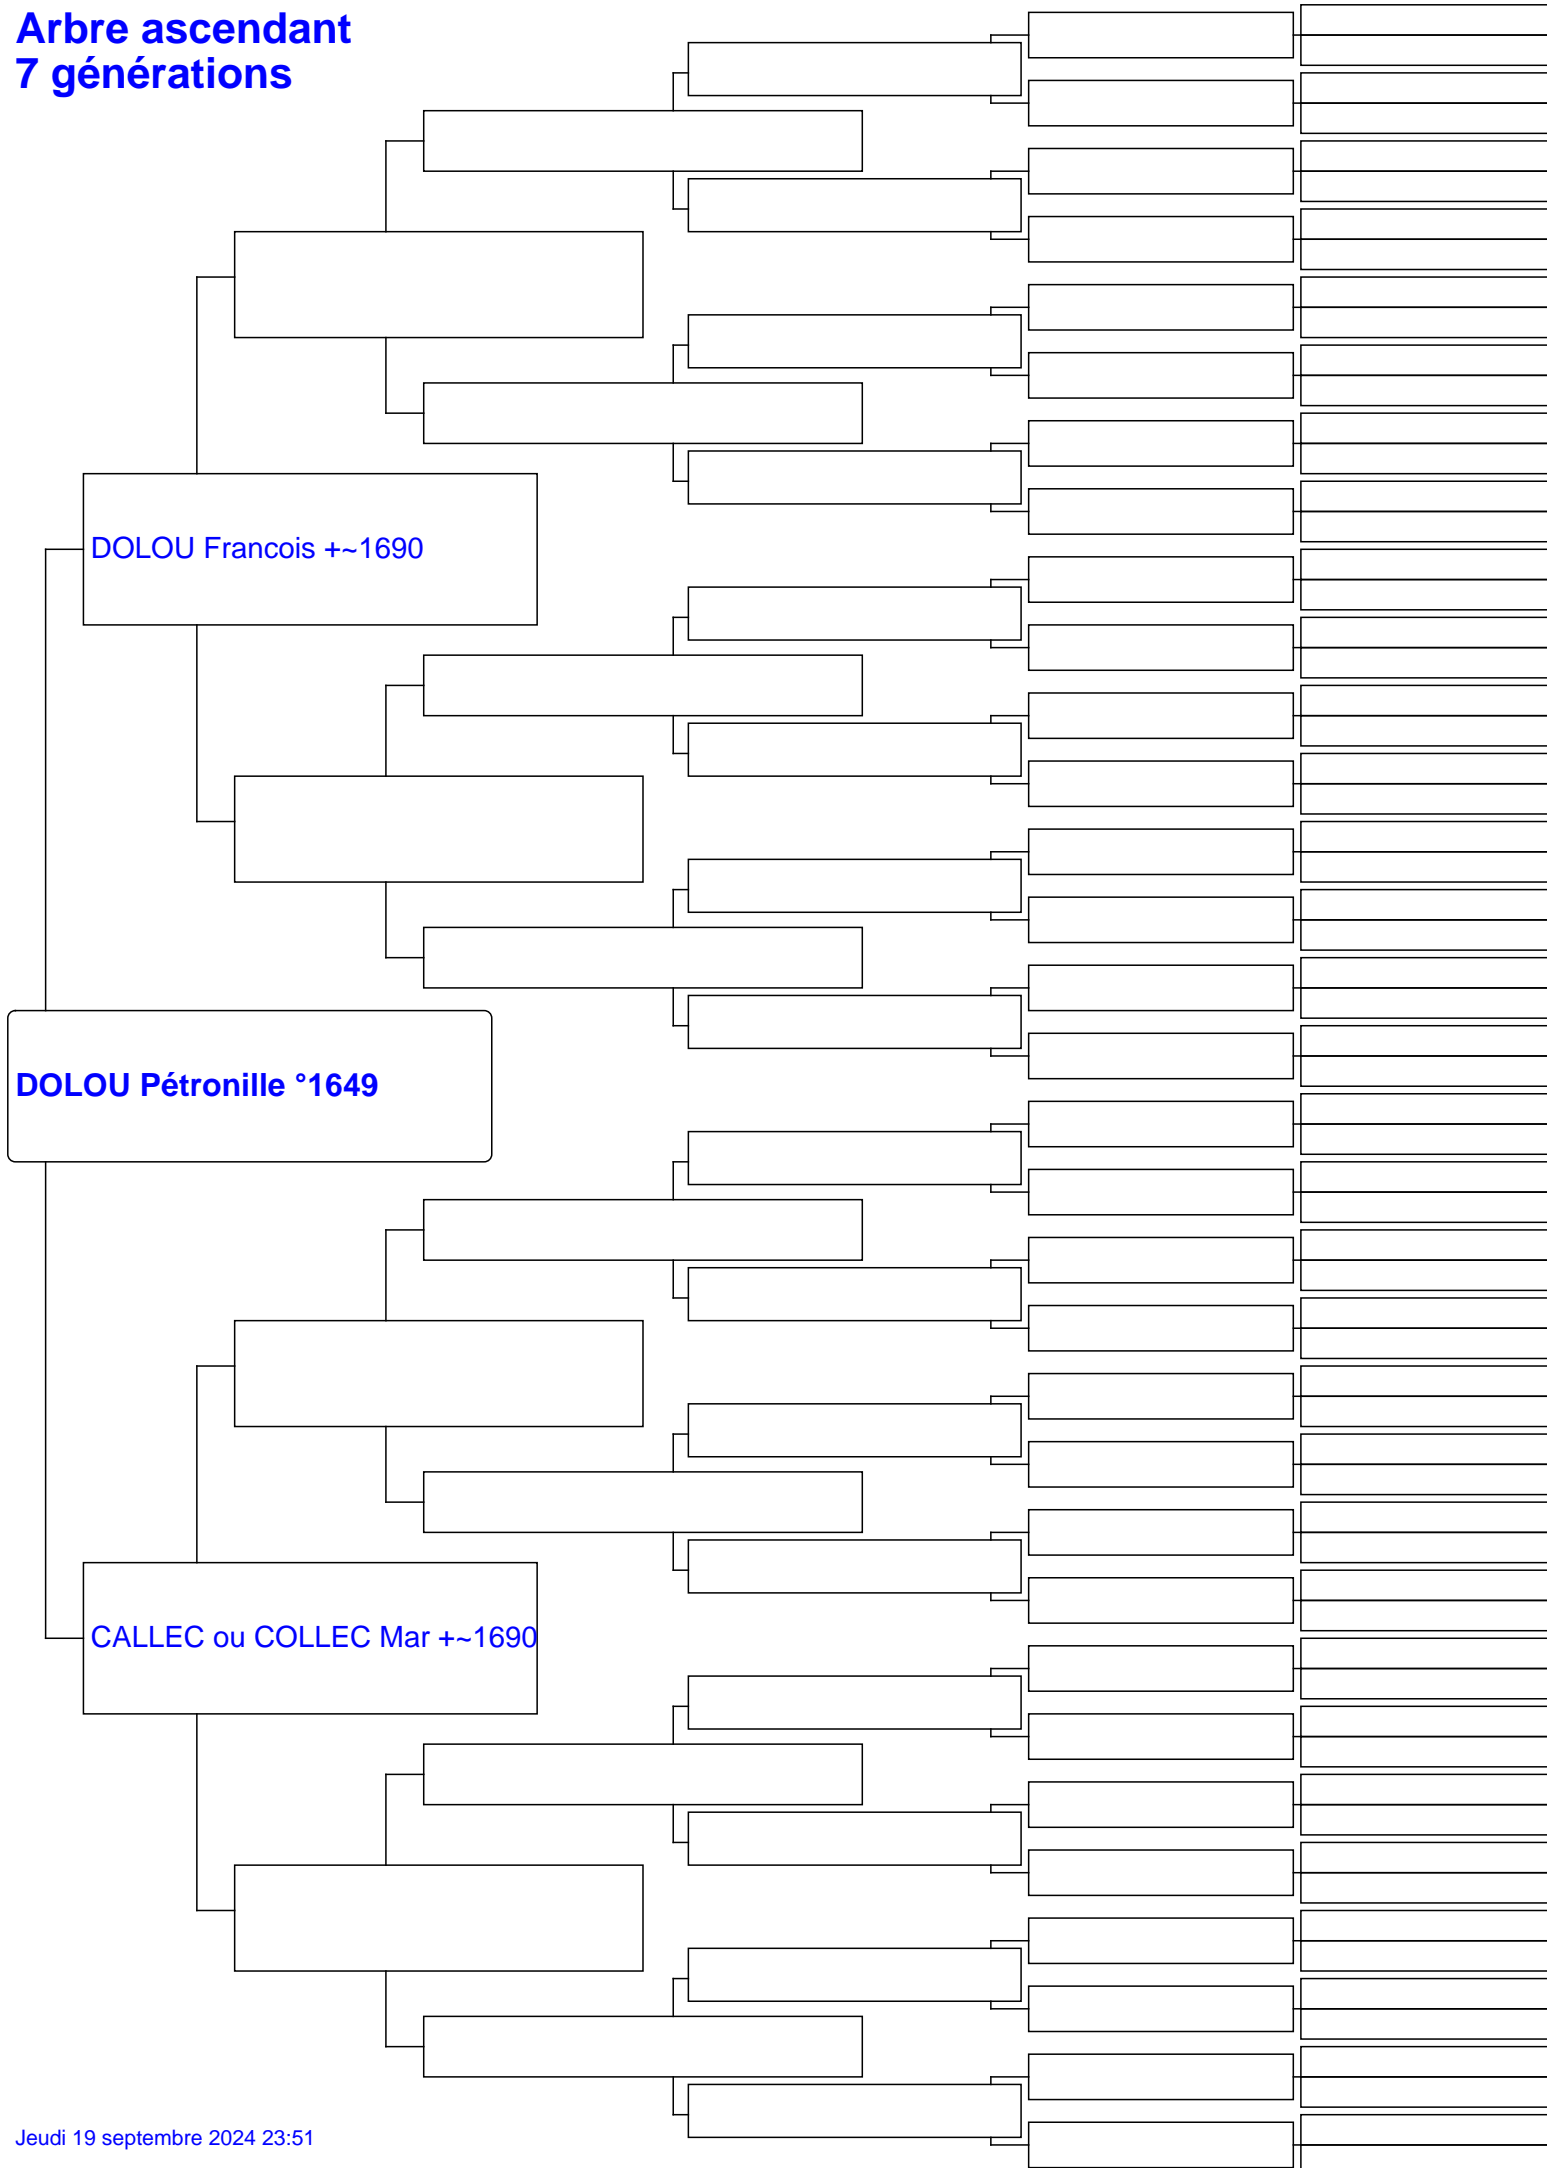 Arbre ascendant
7 générations
DOLOU Francois +~1690
DOLOU Pétronille °1649
CALLEC ou COLLEC Mar +~1690
Jeudi 19 septembre 2024 23:51